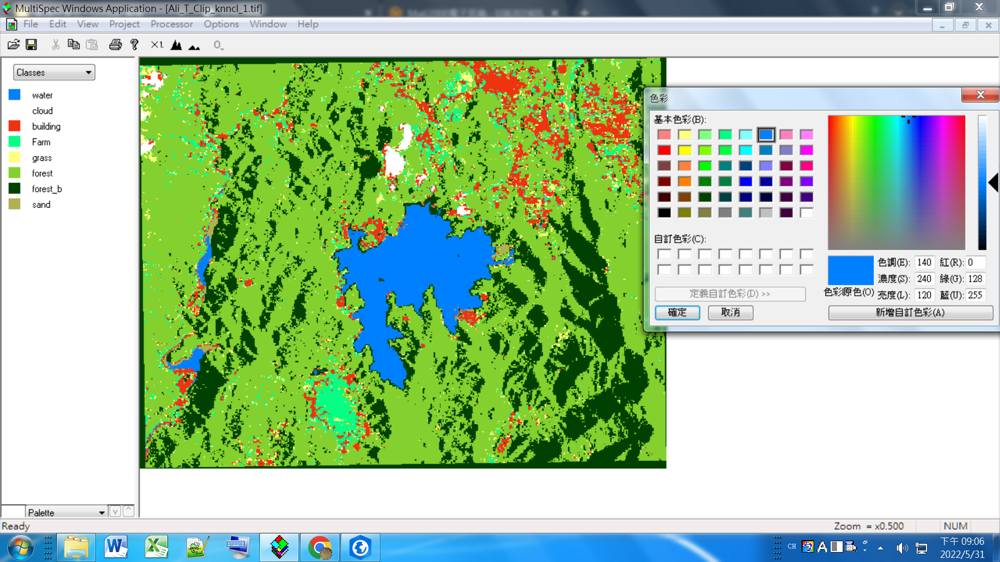 MultiSpec Windows Application - [Ali_T_Clip_knncl_1.tif]
File Edit View Project Processor Options Window Help
×1.
Classes
water
cloud
building
Farm
grass
forest
forest_b
sand
Palette
Ready
Zoom = x0.500
NUM
色彩
基本色彩(B):
自訂色彩(C):
定義自訂色彩(D) >>
確定
取消
色彩|原色(O)
色調(E): 140
紅(R): 0
濃度(S): 240
綠(G): 128
亮度(L): 120
藍(U): 255
新增自訂色彩(A)
CH
下午 09:06
2022/5/31